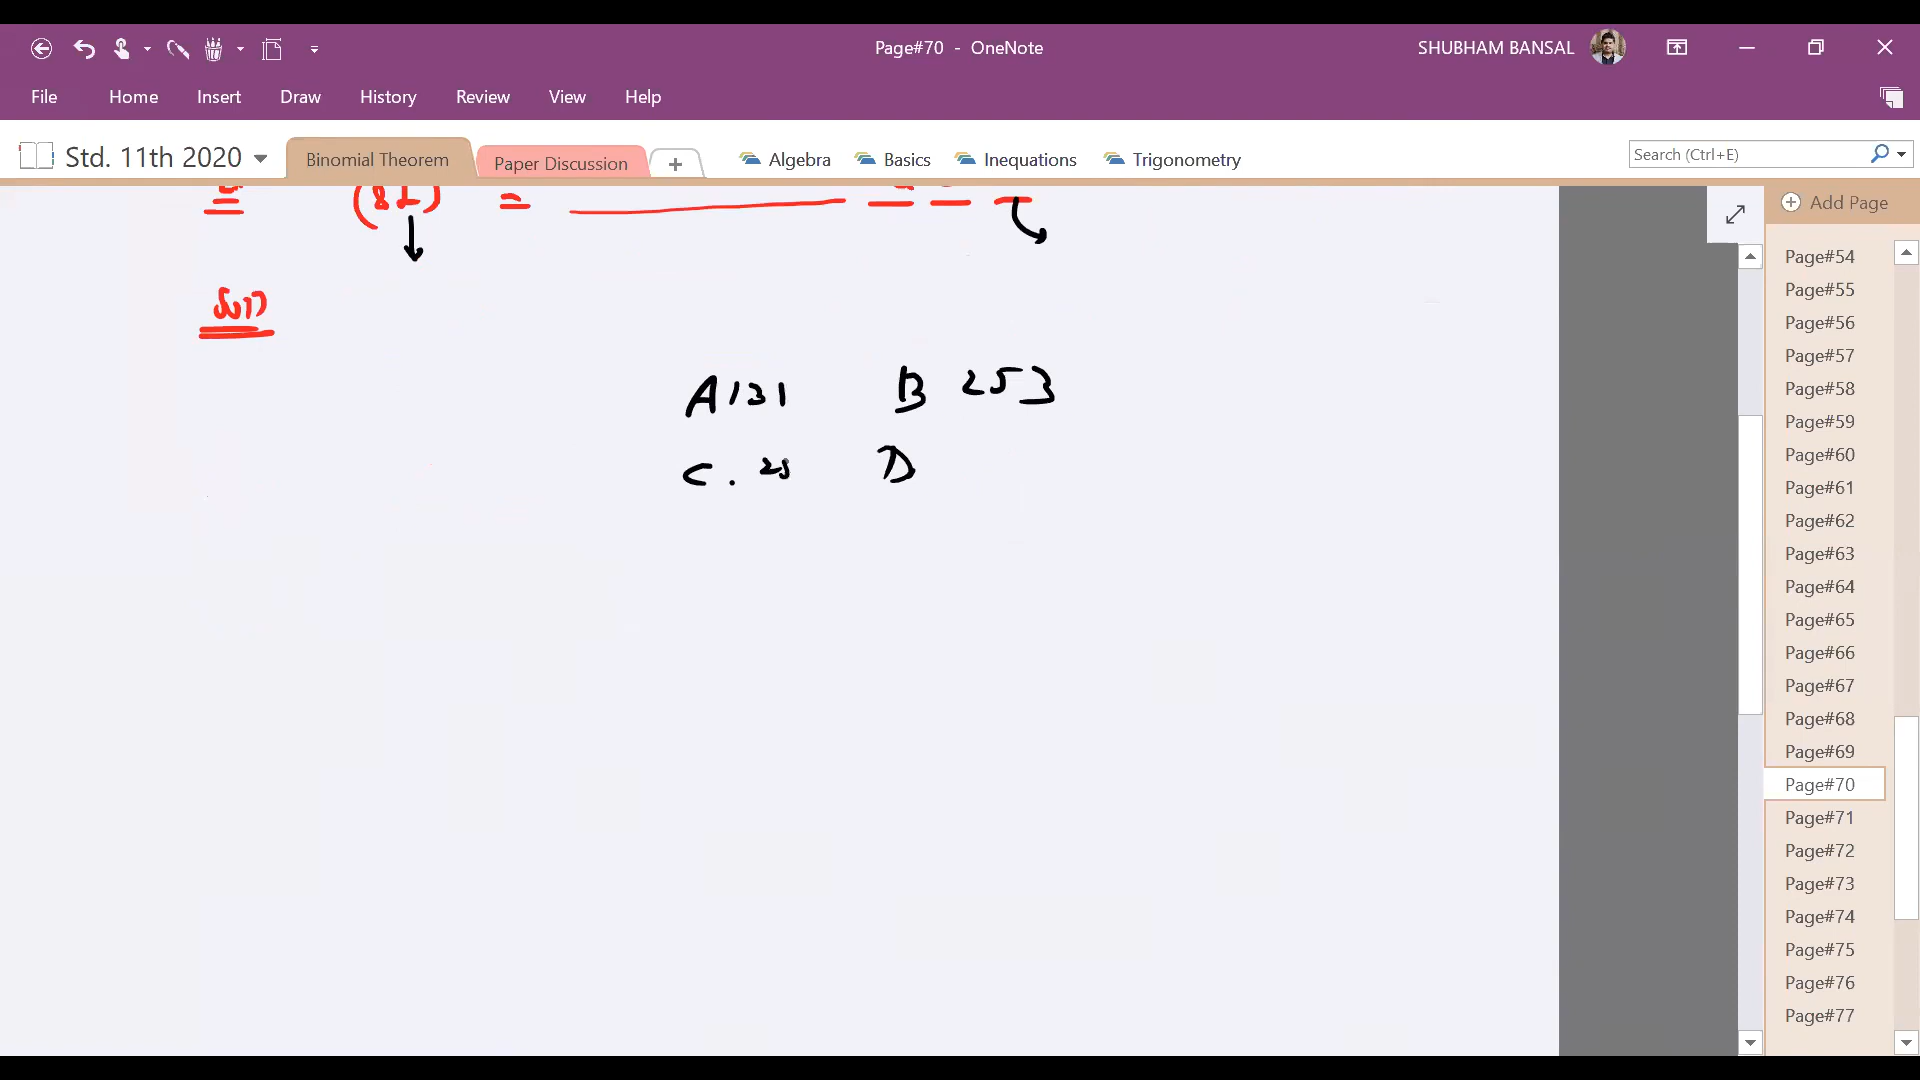 Page#70 - OneNote
SHUBHAM BANSAL
File Home Insert Draw History Review View Help
Std. 11th 2020
Binomial Theorem
Paper Discussion
Algebra Basics Inequations Trigonometry
Search (Ctrl+E)
Add Page
(81) =
Soln
A 131 B 253
C. 25 D
Page#54
Page#55
Page#56
Page#57
Page#58
Page#59
Page#60
Page#61
Page#62
Page#63
Page#64
Page#65
Page#66
Page#67
Page#68
Page#69
Page#70
Page#71
Page#72
Page#73
Page#74
Page#75
Page#76
Page#77